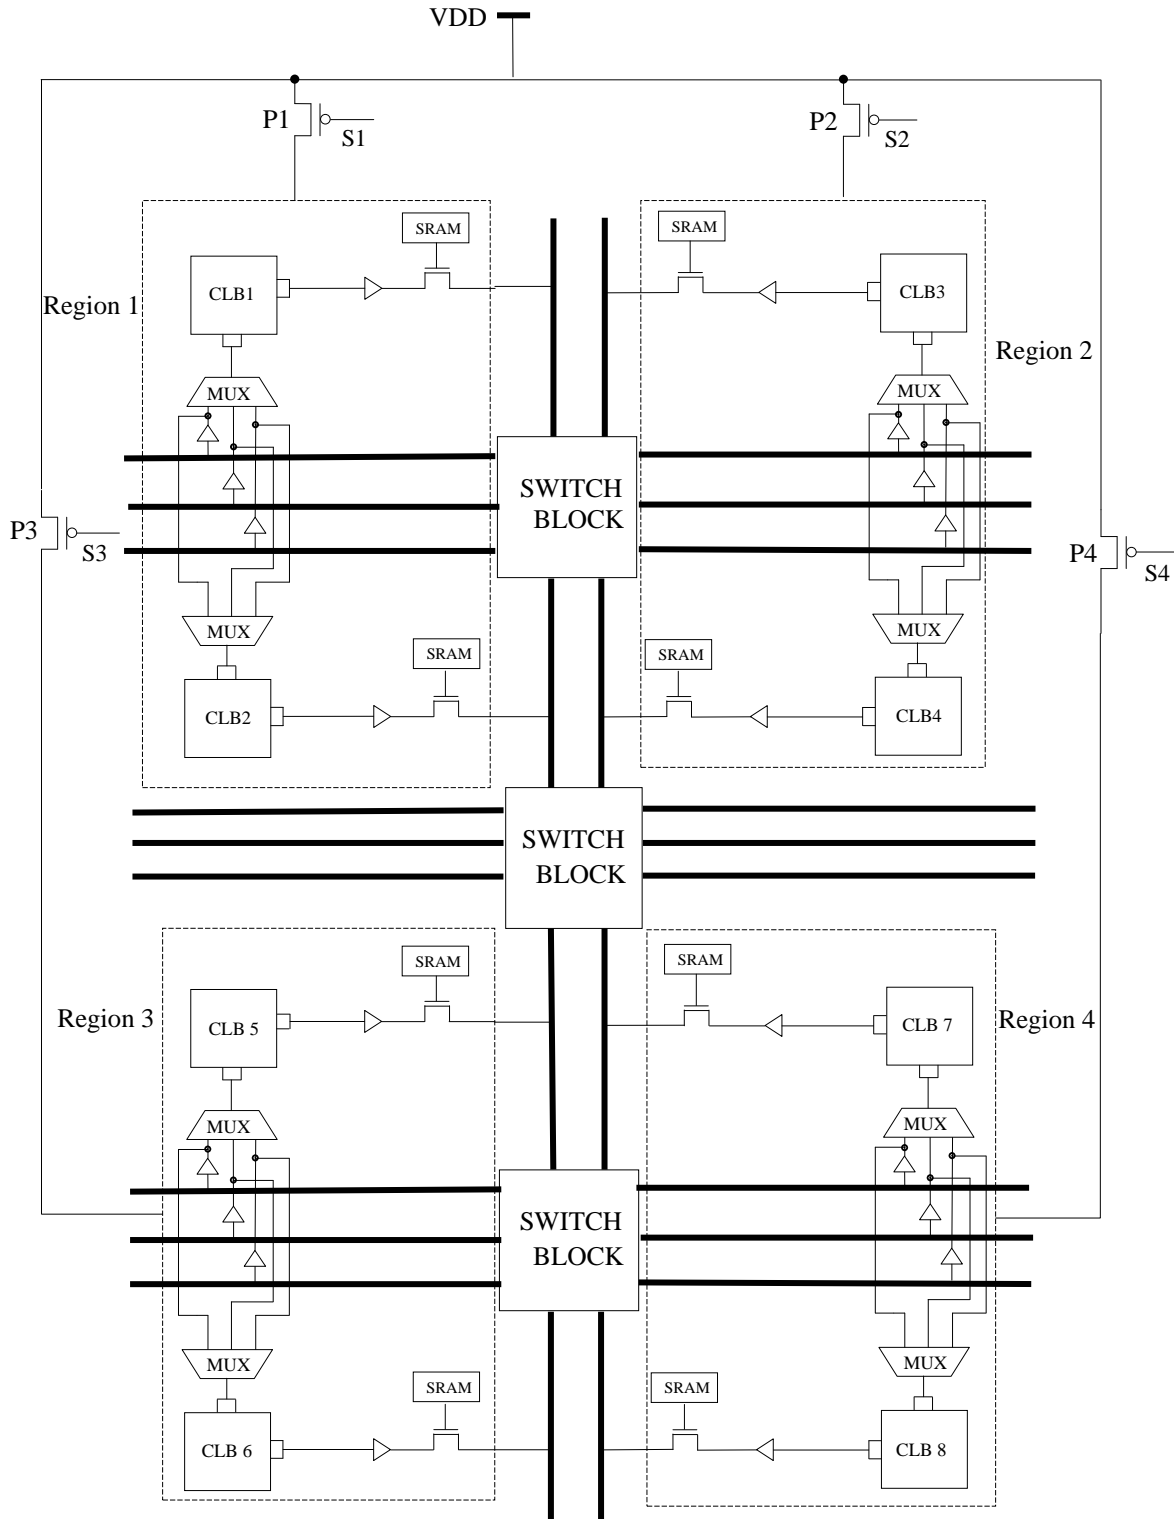 VDD
P1
S1
P2
S2
SRAM
SRAM
CLB1
CLB3
Region 1
Region 2
MUX
MUX
SWITCH
BLOCK
P3
S3
P4
S4
MUX
MUX
SRAM
SRAM
CLB2
CLB4
SWITCH
BLOCK
SRAM
SRAM
Region 3
CLB 5
CLB 7
Region 4
MUX
MUX
SWITCH
BLOCK
MUX
MUX
SRAM
SRAM
CLB 6
CLB 8